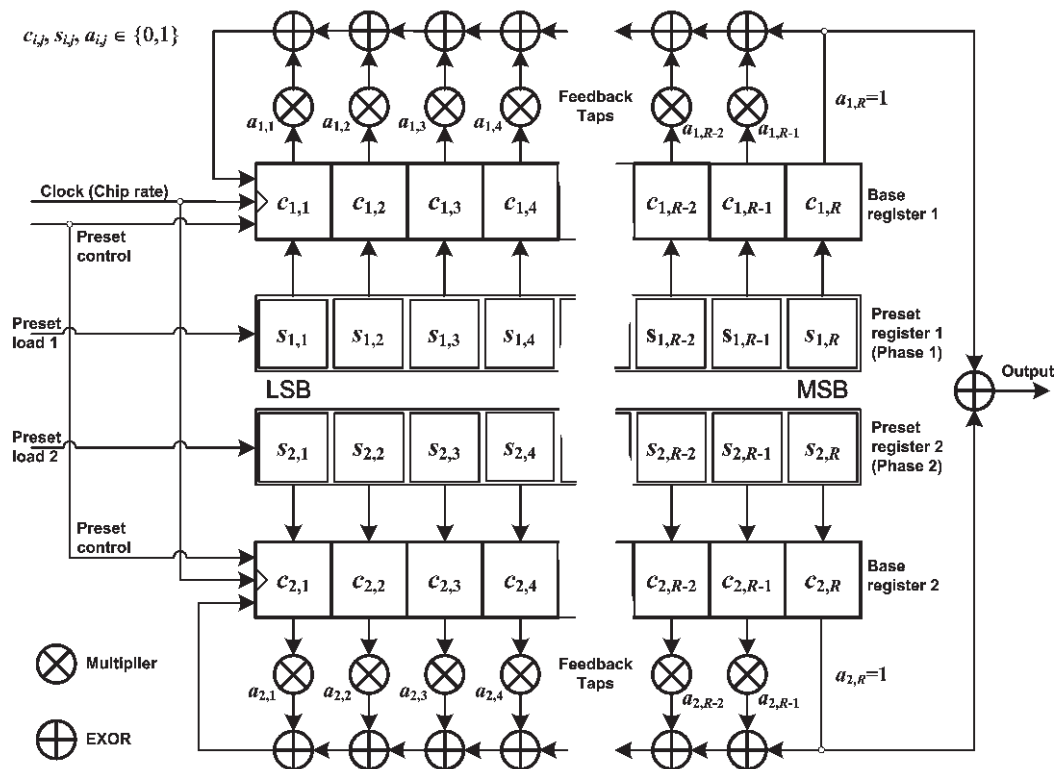 c_{i,j}, s_{i,j}, a_{i,j} ∈ {0,1}
a_{1,1} a_{1,2} a_{1,3} a_{1,4} Feedback Taps a_{1,R-2} a_{1,R-1} a_{1,R}=1
Clock (Chip rate)
c_{1,1} c_{1,2} c_{1,3} c_{1,4} c_{1,R-2} c_{1,R-1} c_{1,R}
Base register 1
Preset control
Preset load 1
s_{1,1} s_{1,2} s_{1,3} s_{1,4} s_{1,R-2} s_{1,R-1} s_{1,R}
Preset register 1 (Phase 1)
LSB MSB
Output
Preset load 2
s_{2,1} s_{2,2} s_{2,3} s_{2,4} s_{2,R-2} s_{2,R-1} s_{2,R}
Preset register 2 (Phase 2)
Preset control
c_{2,1} c_{2,2} c_{2,3} c_{2,4} c_{2,R-2} c_{2,R-1} c_{2,R}
Base register 2
Multiplier
a_{2,1} a_{2,2} a_{2,3} a_{2,4} Feedback Taps a_{2,R-2} a_{2,R-1} a_{2,R}=1
EXOR